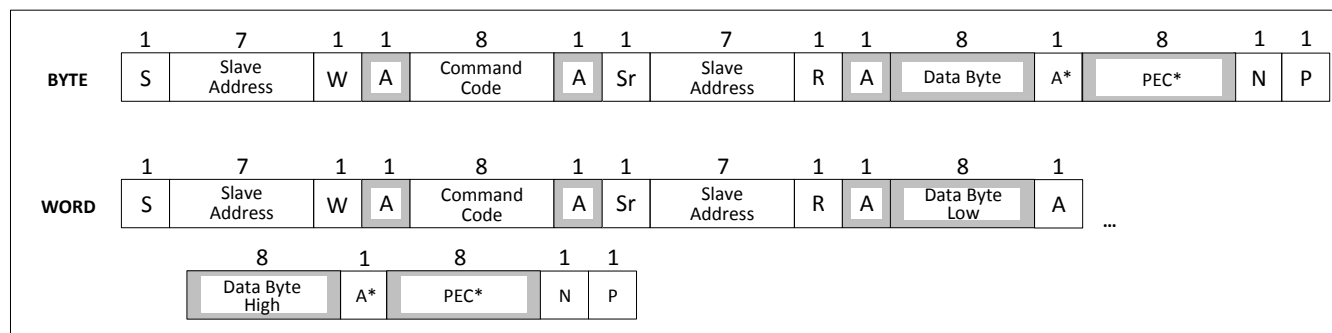 1 7 1 1 8 1 1 7 1 1 8 1 8 1 1
BYTE S Slave Address W A Command Code A Sr Slave Address R A Data Byte A* PEC* N P
1 7 1 1 8 1 1 7 1 1 8 1
WORD S Slave Address W A Command Code A Sr Slave Address R A Data Byte Low A ...
8 1 8 1 1
Data Byte High A* PEC* N P